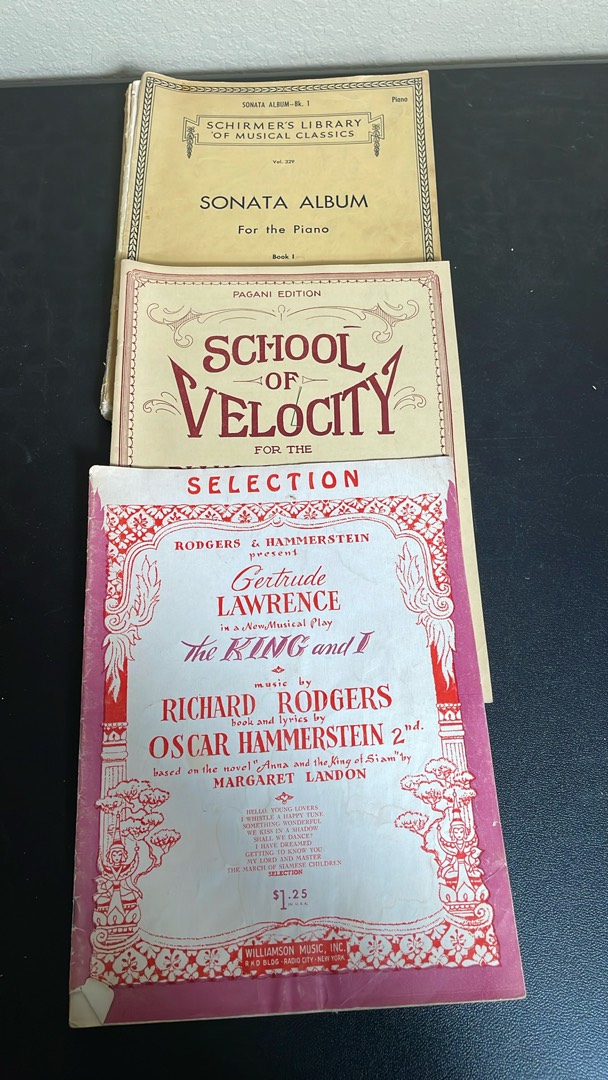 SONATA ALBUM—Bk. 1
Piano
SCHIRMER'S LIBRARY
OF MUSICAL CLASSICS
Vol. 329
SONATA ALBUM
For the Piano
Book I
PAGANI EDITION
SCHOOL
OF
VELOCITY
FOR THE
SELECTION
RODGERS & HAMMERSTEIN
present
Gertrude
LAWRENCE
in a New Musical Play
The KING and I
music by
RICHARD RODGERS
book and lyrics by
OSCAR HAMMERSTEIN 2nd.
based on the novel "Anna and the King of Siam" by
MARGARET LANDON
HELLO, YOUNG LOVERS
I WHISTLE A HAPPY TUNE
SOMETHING WONDERFUL
WE KISS IN A SHADOW
SHALL WE DANCE?
I HAVE DREAMED
GETTING TO KNOW YOU
MY LORD AND MASTER
THE MARCH OF SIAMESE CHILDREN
SELECTION
$1.25
IN U.S.A.
WILLIAMSON MUSIC, INC.
RKO BLDG · RADIO CITY · NEW YORK